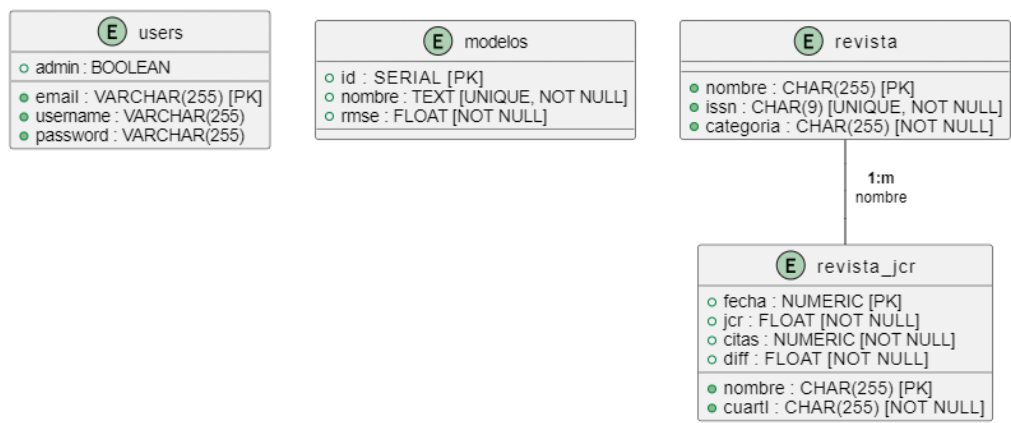 E users
admin : BOOLEAN
email : VARCHAR(255) [PK]
username : VARCHAR(255)
password : VARCHAR(255)
E modelos
id : SERIAL [PK]
nombre : TEXT [UNIQUE, NOT NULL]
rmse : FLOAT [NOT NULL]
E revista
nombre : CHAR(255) [PK]
issn : CHAR(9) [UNIQUE, NOT NULL]
categoria : CHAR(255) [NOT NULL]
1:m
nombre
E revista_jcr
fecha : NUMERIC [PK]
jcr : FLOAT [NOT NULL]
citas : NUMERIC [NOT NULL]
diff : FLOAT [NOT NULL]
nombre : CHAR(255) [PK]
cuartl : CHAR(255) [NOT NULL]